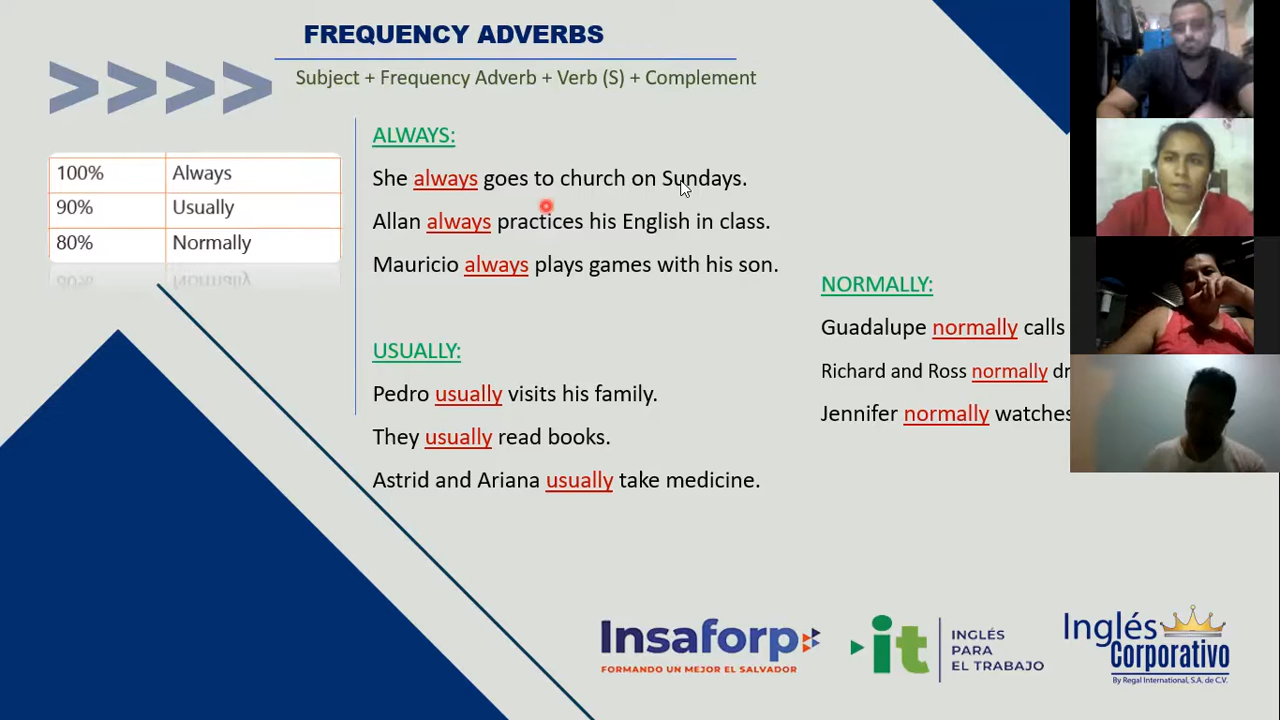 FREQUENCY ADVERBS
Subject + Frequency Adverb + Verb (S) + Complement
100% Always
90% Usually
80% Normally
ALWAYS:
She always goes to church on Sundays.
Allan always practices his English in class.
Mauricio always plays games with his son.
USUALLY:
Pedro usually visits his family.
They usually read books.
Astrid and Ariana usually take medicine.
NORMALLY:
Guadalupe normally calls
Richard and Ross normally
Jennifer normally watches
Insaforp
FORMANDO UN MEJOR EL SALVADOR
it
INGLÉS
PARA
EL TRABAJO
Inglés
Corporativo
By Regal International, S.A. de C.V.